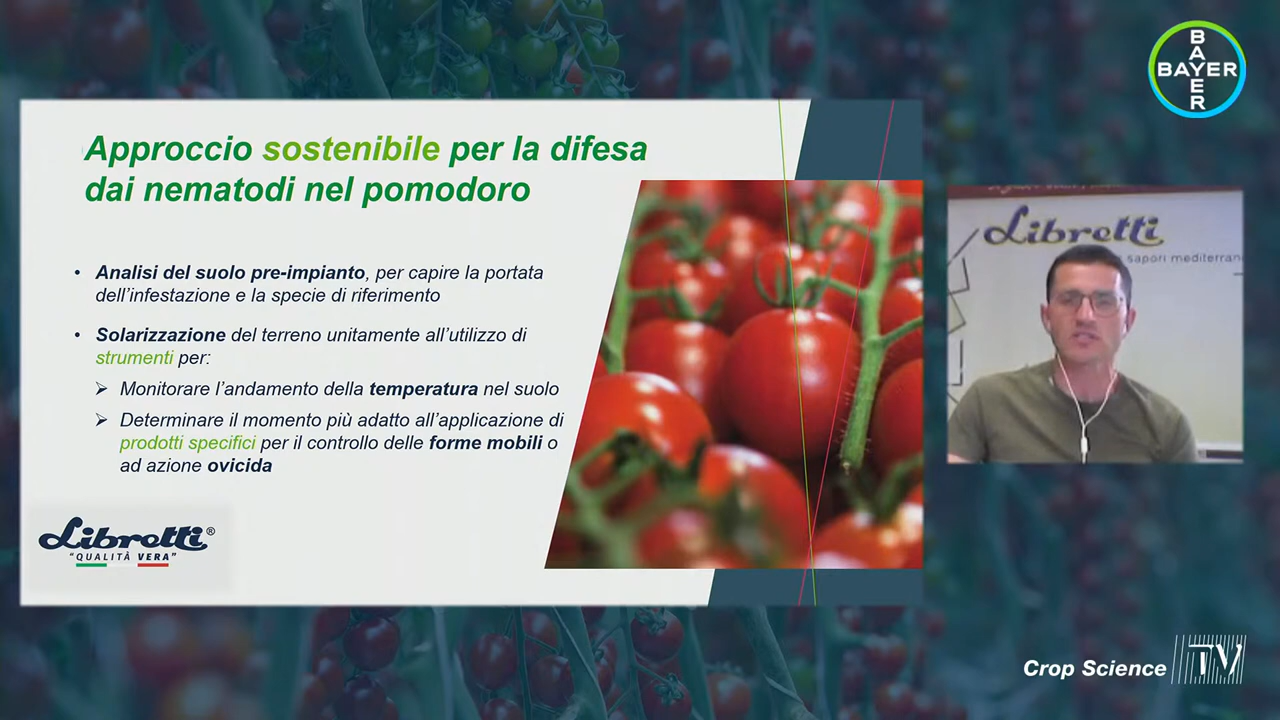 BAYER
BAYER
Approccio sostenibile per la difesa
dai nematodi nel pomodoro
• Analisi del suolo pre-impianto, per capire la portata
dell'infestazione e la specie di riferimento
• Solarizzazione del terreno unitamente all'utilizzo di
strumenti per:
➢ Monitorare l'andamento della temperatura nel suolo
➢ Determinare il momento più adatto all'applicazione di
prodotti specifici per il controllo delle forme mobili o
ad azione ovicida
Libretti®
"QUALITÀ VERA"
Libretti
sapori mediterran
Crop Science TV